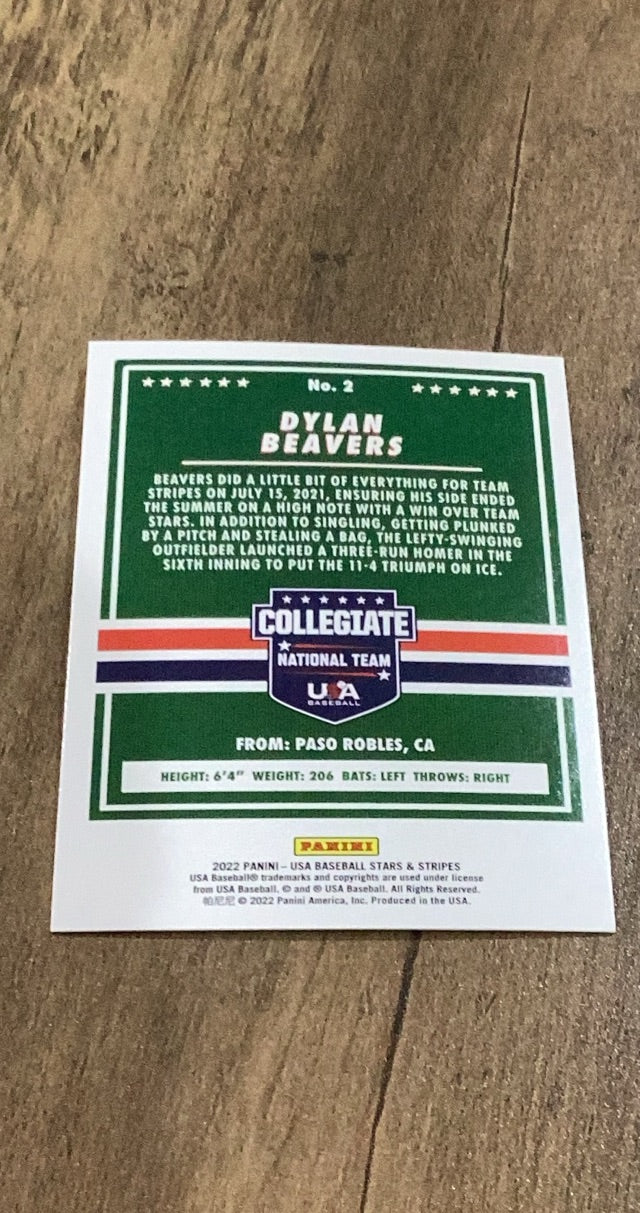 No. 2
DYLAN
BEAVERS
BEAVERS DID A LITTLE BIT OF EVERYTHING FOR TEAM
STRIPES ON JULY 15, 2021, ENSURING HIS SIDE ENDED
THE SUMMER ON A HIGH NOTE WITH A WIN OVER TEAM
STARS. IN ADDITION TO SINGLING, GETTING PLUNKED
BY A PITCH AND STEALING A BAG, THE LEFTY-SWINGING
OUTFIELDER LAUNCHED A THREE-RUN HOMER IN THE
SIXTH INNING TO PUT THE 11-4 TRIUMPH ON ICE.
COLLEGIATE
NATIONAL TEAM
USA
BASEBALL
FROM: PASO ROBLES, CA
HEIGHT: 6'4" WEIGHT: 206 BATS: LEFT THROWS: RIGHT
PANINI
2022 PANINI – USA BASEBALL STARS & STRIPES
USA Baseball® trademarks and copyrights are used under license
from USA Baseball. © and ® USA Baseball. All Rights Reserved.
帕尼尼 © 2022 Panini America, Inc. Produced in the USA.